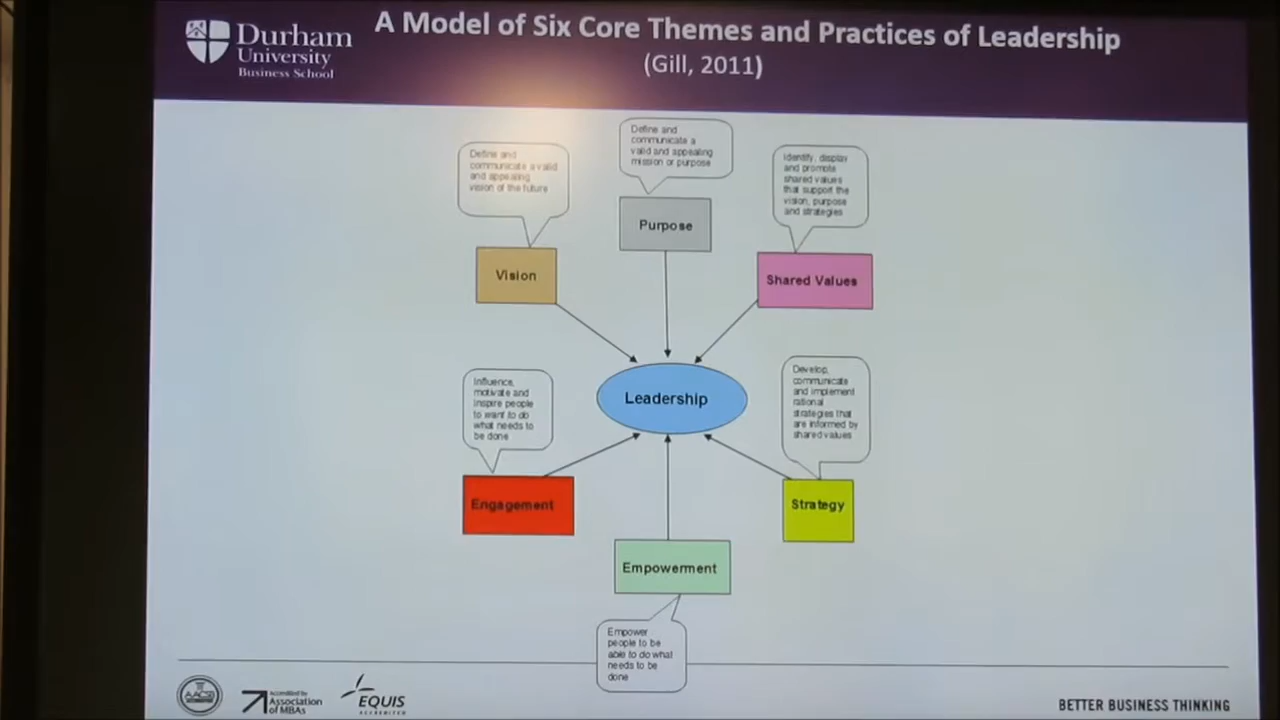 Durham
University
Business School
A Model of Six Core Themes and Practices of Leadership
(Gill, 2011)
Define and
communicate a valid
and appealing
vision of the future
Define and
communicate a
valid and appealing
mission or purpose
Identify, display
and promote
shared values
that support the
vision, purpose
and strategies
Vision
Purpose
Shared Values
Leadership
Influence,
motivate and
inspire people
to want to do
what needs to
be done
Develop,
communicate
and implement
rational
strategies that
are informed by
shared values
Engagement
Strategy
Empowerment
Empower
people to be
able to do what
needs to be
done
AACSB
Accredited by
Association
of MBAs
EQUIS
ACCREDITED
BETTER BUSINESS THINKING